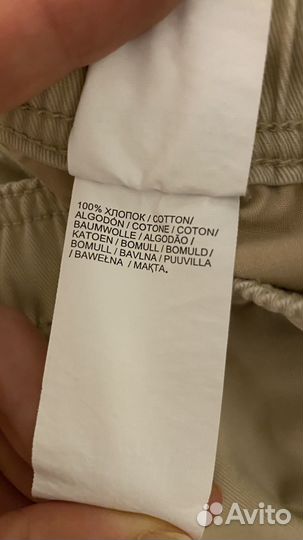 100% ХЛОПОК / COTTON/
ALGODÓN / COTONE / COTON/
BAUMWOLLE / ALGODÃO /
KATOEN / BOMULL / BOMULD/
BOMULL / BAVLNA / PUUVILLA
/ BAWEŁNA / МАҚТА.
Avito